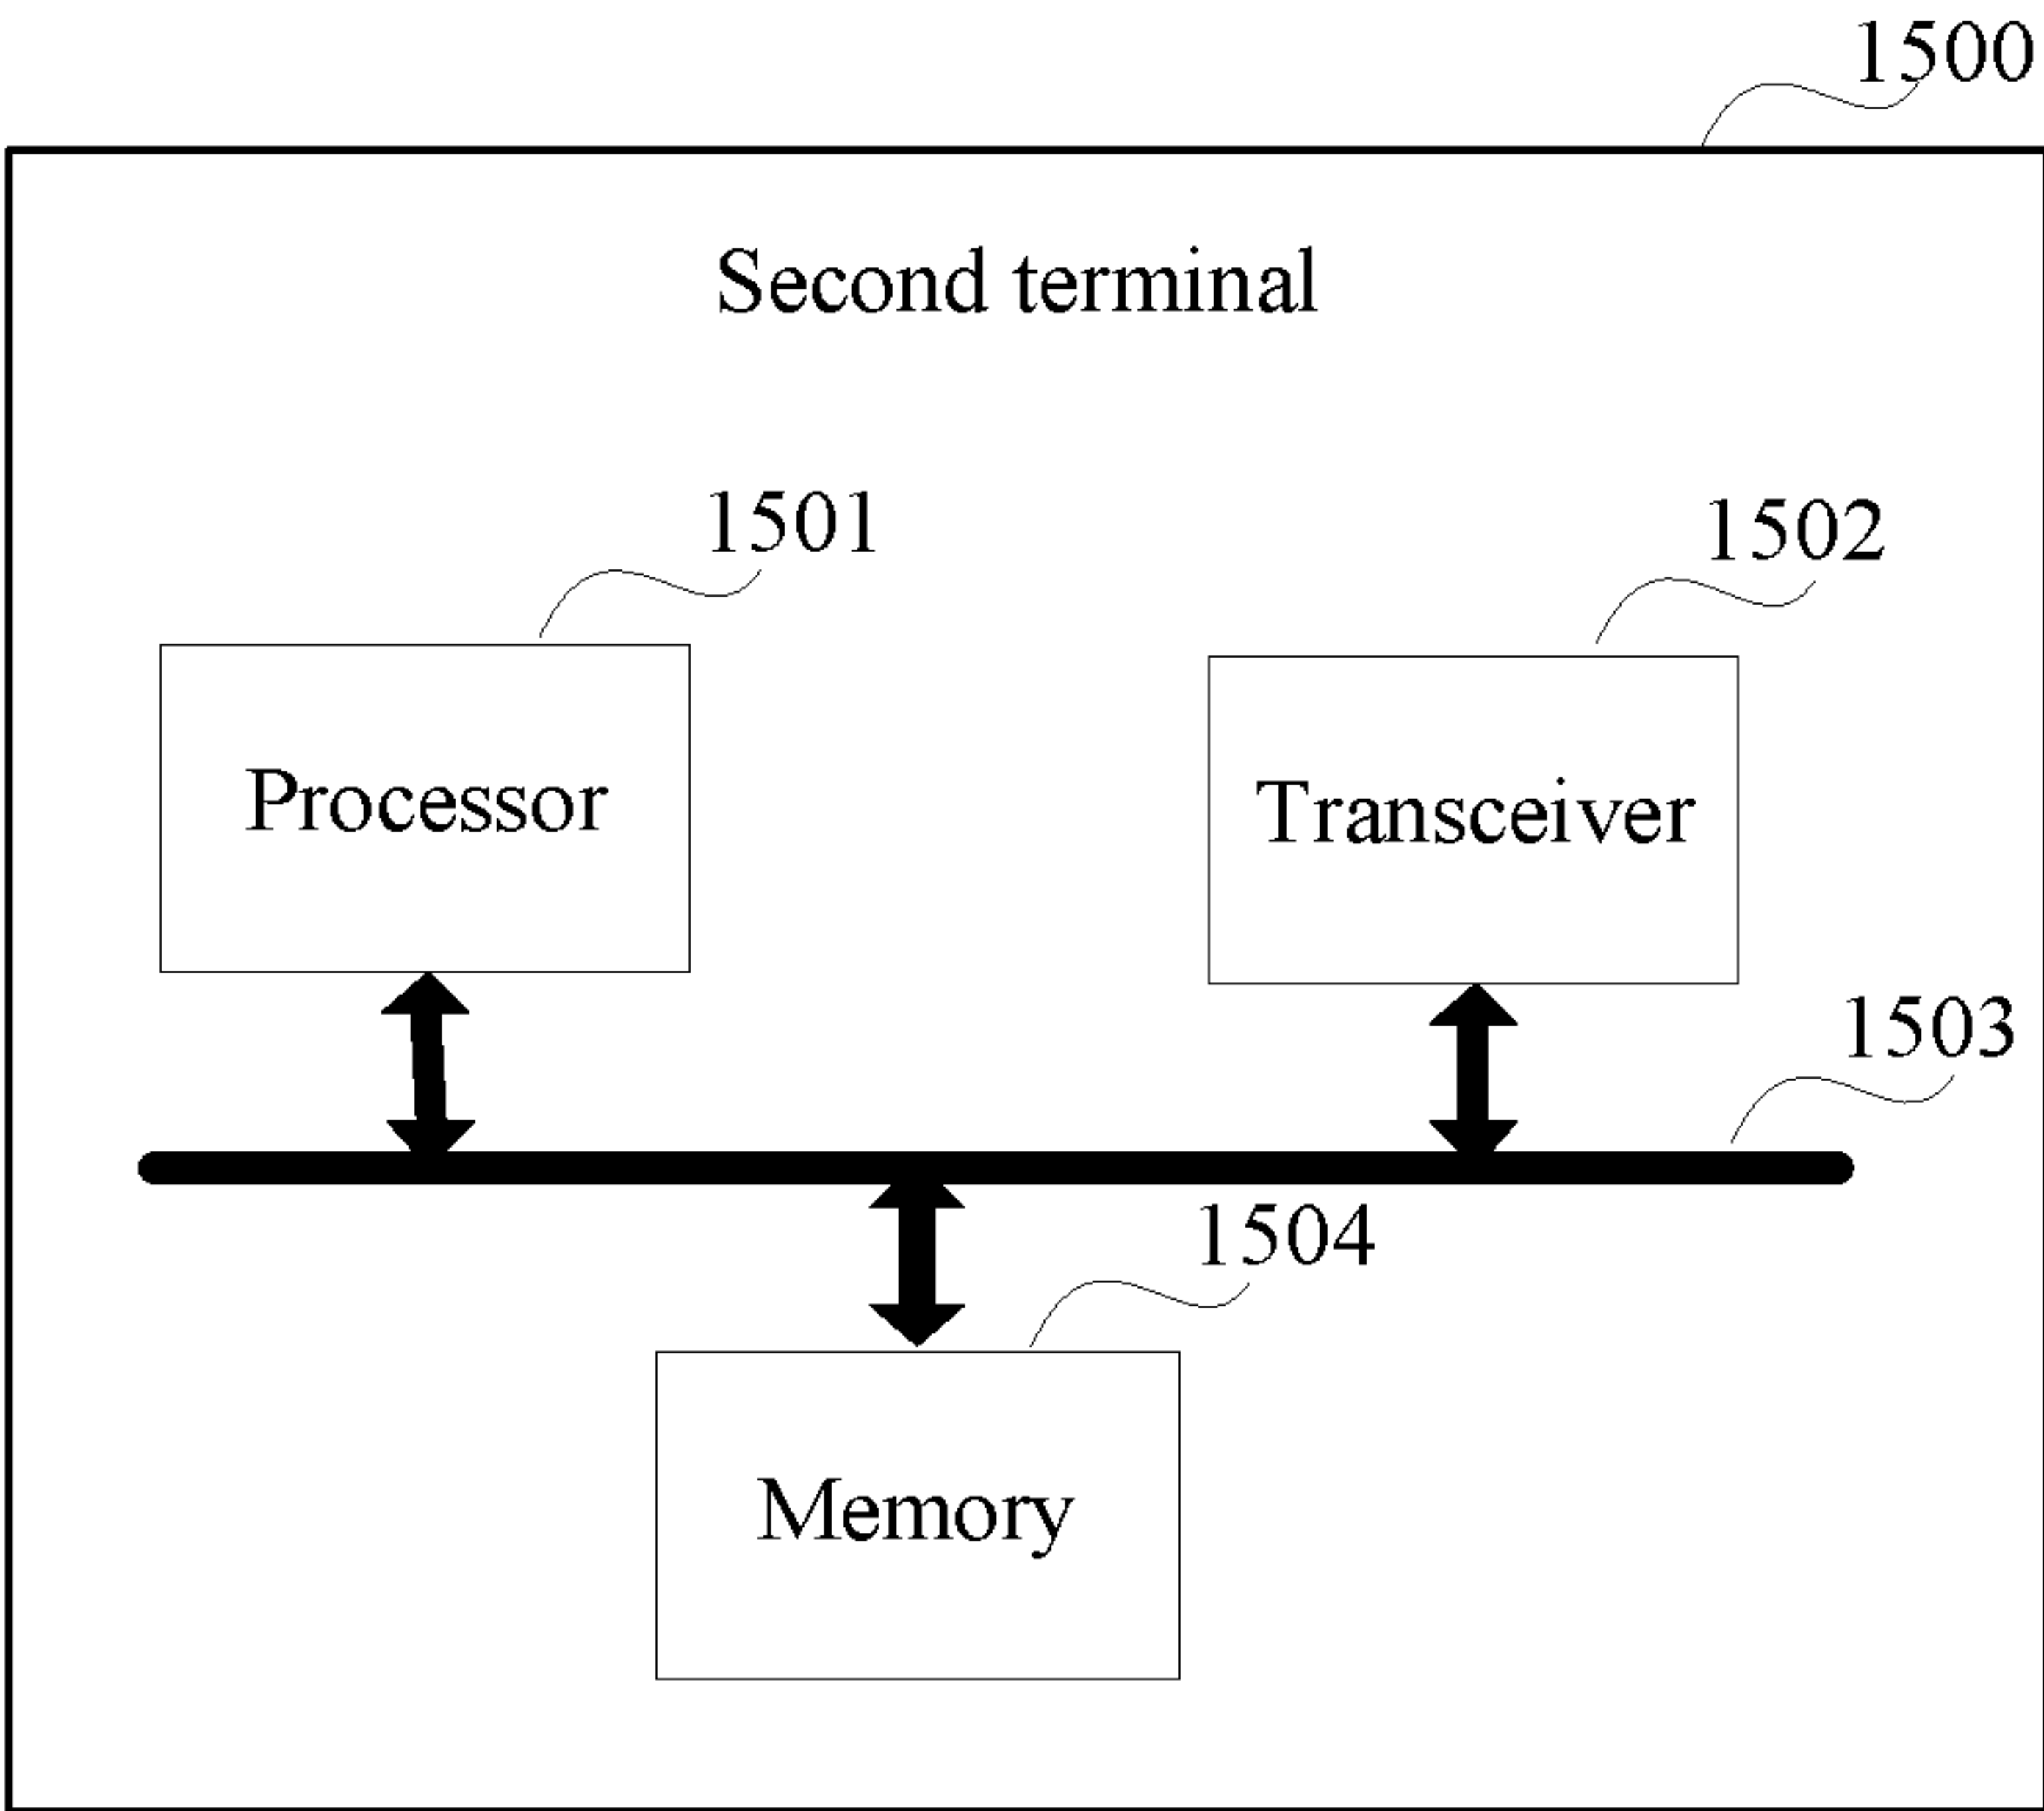 1500
Second terminal
1501
1502
Processor
Transceiver
1503
1504
Memory